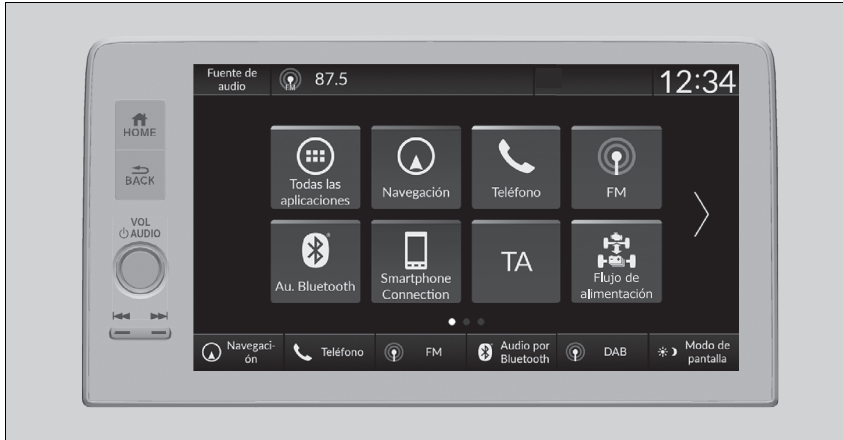 Fuente de
audio
FM
87.5
12:34
HOME
BACK
VOL
AUDIO
Todas las
aplicaciones
Navegación
Teléfono
FM
Au. Bluetooth
Smartphone
Connection
TA
Flujo de
alimentación
Navegaci-
ón
Teléfono
FM
Audio por
Bluetooth
DAB
Modo de
pantalla